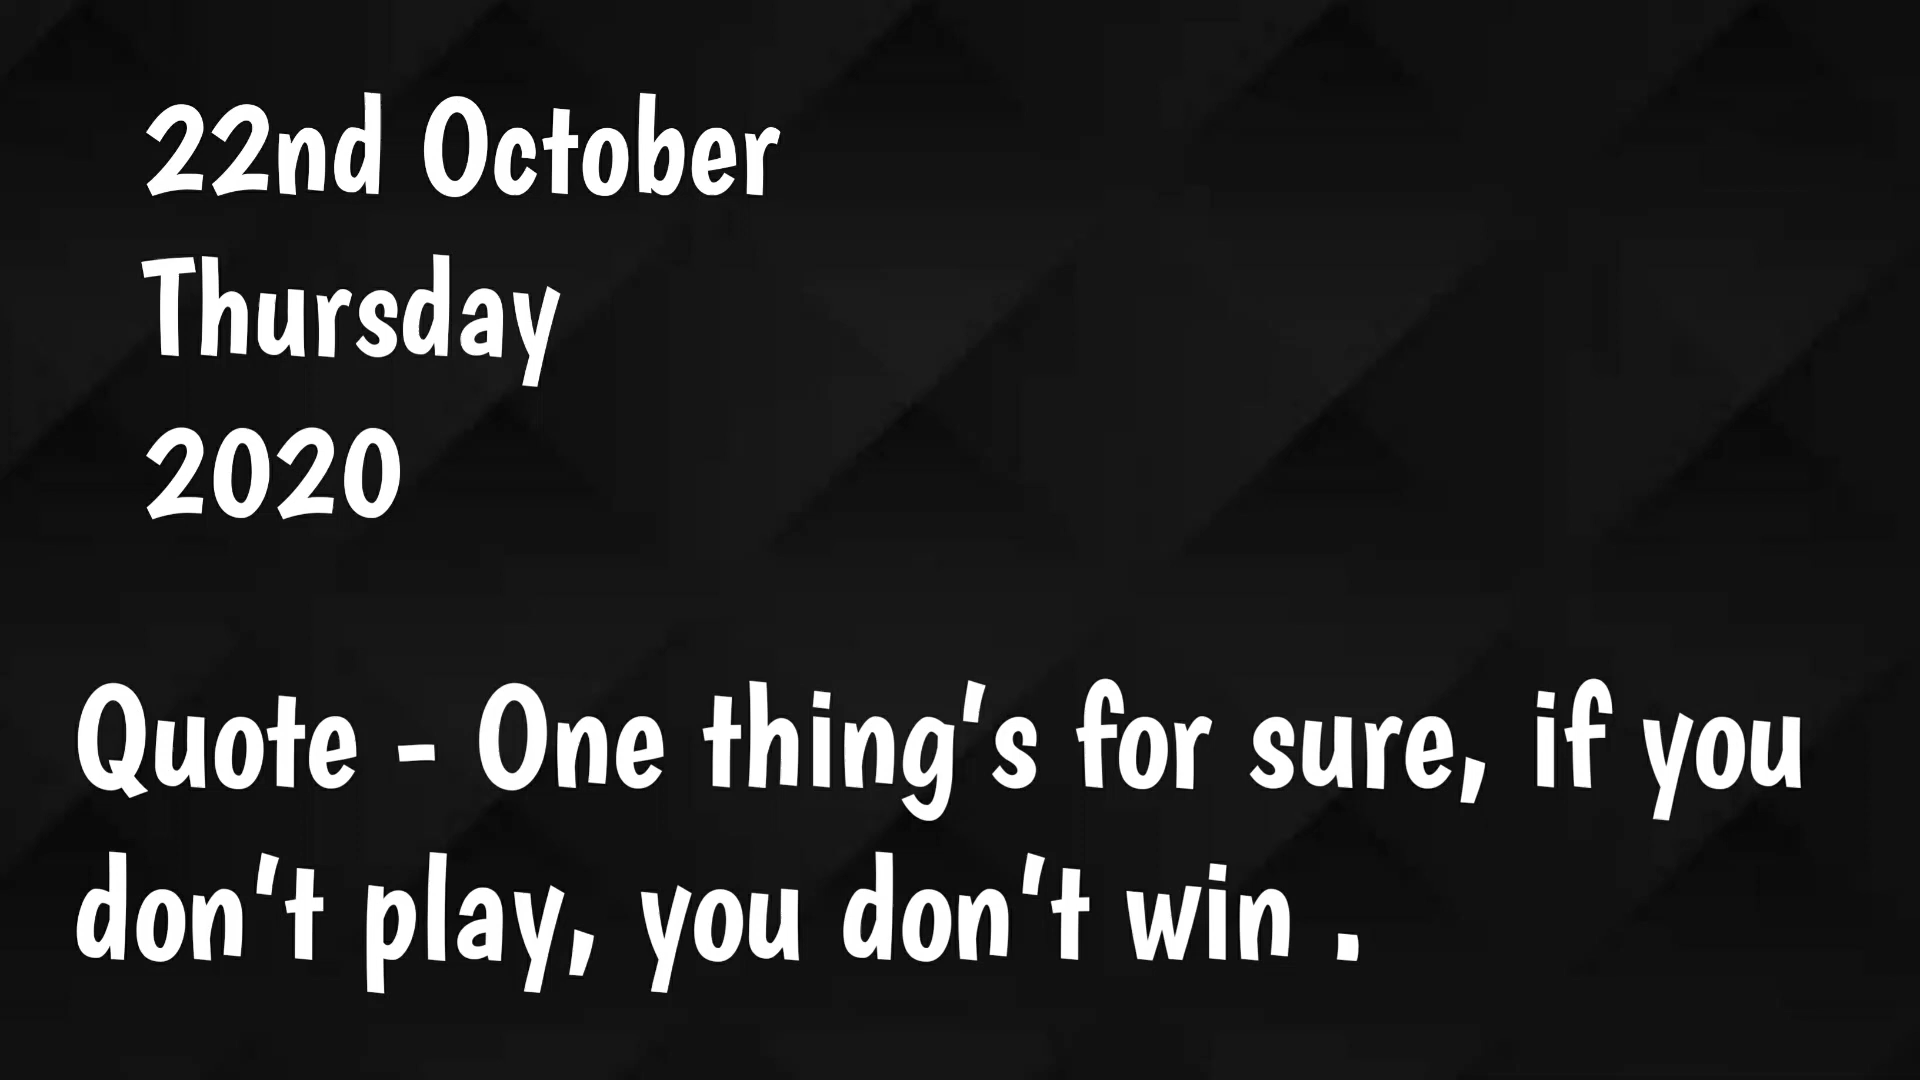 22nd October
Thursday
2020
Quote - One thing's for sure, if you
don't play, you don't win .